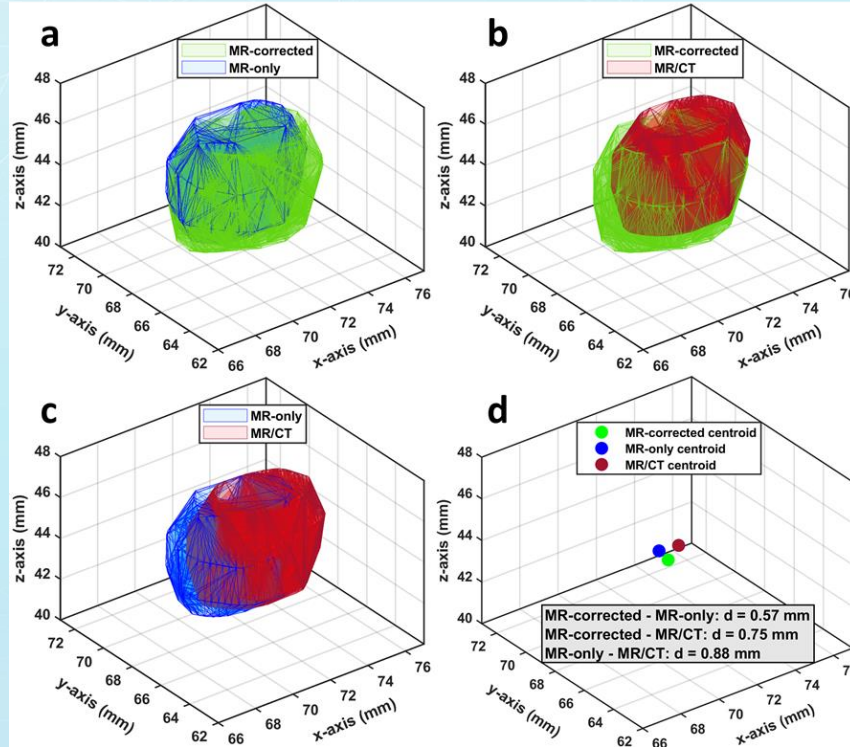 a
MR-corrected
MR-only
48
46
44
42
40
z-axis (mm)
72
70
68
66
64
62
y-axis (mm)
66
68
70
72
74
76
x-axis (mm)
b
MR-corrected
MR/CT
48
46
44
42
40
z-axis (mm)
72
70
68
66
64
62
y-axis (mm)
66
68
70
72
74
x-axis (mm)
c
MR-only
MR/CT
48
46
44
42
40
z-axis (mm)
72
70
68
66
64
62
y-axis (mm)
66
68
70
72
74
76
x-axis (mm)
d
MR-corrected centroid
MR-only centroid
MR/CT centroid
48
46
44
42
40
z-axis (mm)
MR-corrected - MR-only: d = 0.57 mm
MR-corrected - MR/CT: d = 0.75 mm
MR-only - MR/CT: d = 0.88 mm
72
70
68
66
64
62
y-axis (mm)
66
68
70
72
74
x-axis (mm)